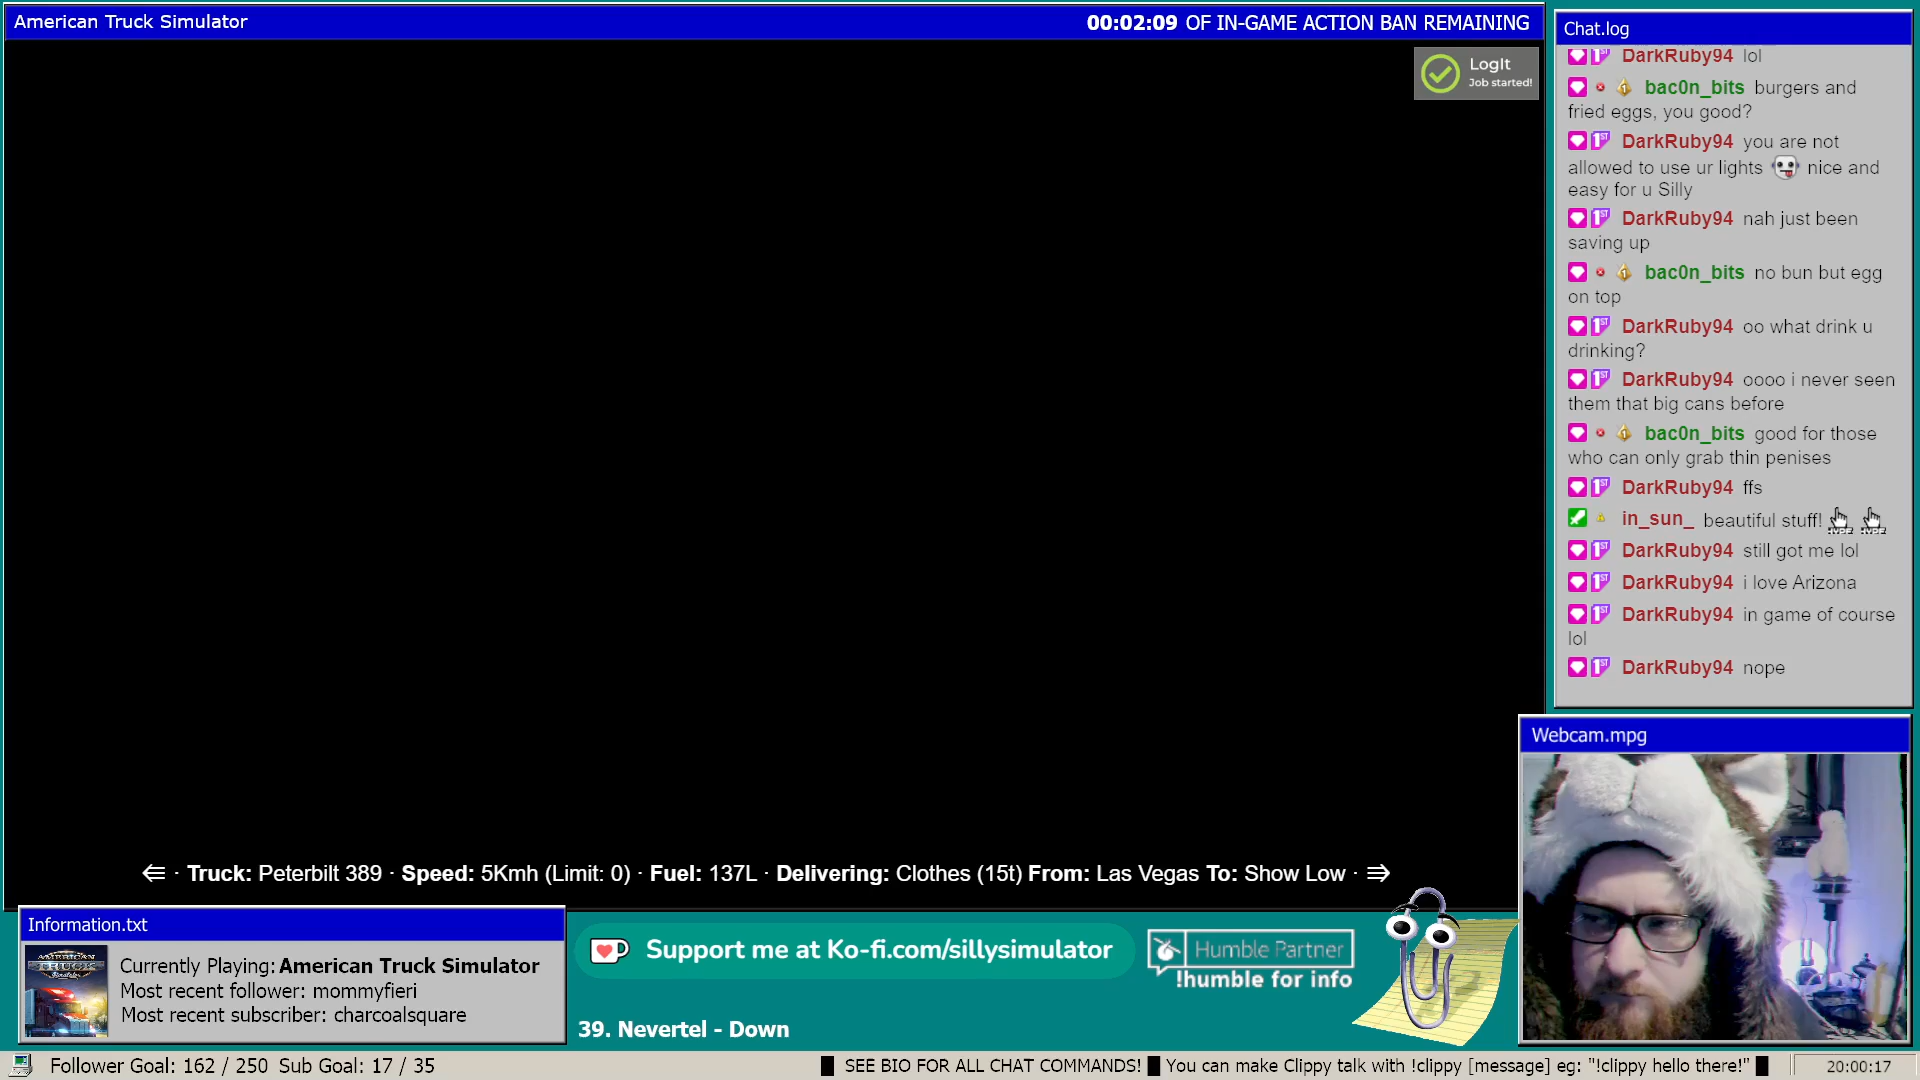 American Truck Simulator
00:02:09 OF IN-GAME ACTION BAN REMAINING
LogIt
Job started!
Chat.log
DarkRuby94 lol
bac0n_bits burgers and
fried eggs, you good?
DarkRuby94 you are not
allowed to use ur lights nice and
easy for u Silly
DarkRuby94 nah just been
saving up
bac0n_bits no bun but egg
on top
DarkRuby94 oo what drink u
drinking?
DarkRuby94 oooo i never seen
them that big cans before
bac0n_bits good for those
who can only grab thin penises
DarkRuby94 ffs
in_sun_ beautiful stuff!
HYPE HYPE
DarkRuby94 still got me lol
DarkRuby94 i love Arizona
DarkRuby94 in game of course
lol
DarkRuby94 nope
Webcam.mpg
⇐ · Truck: Peterbilt 389 · Speed: 5Kmh (Limit: 0) · Fuel: 137L · Delivering: Clothes (15t) From: Las Vegas To: Show Low · ⇒
Information.txt
AMERICAN
TRUCK
Simulator
Currently Playing: American Truck Simulator
Most recent follower: mommyfieri
Most recent subscriber: charcoalsquare
Support me at Ko-fi.com/sillysimulator
Humble Partner
!humble for info
39. Nevertel - Down
Follower Goal: 162 / 250 Sub Goal: 17 / 35
SEE BIO FOR ALL CHAT COMMANDS! You can make Clippy talk with !clippy [message] eg: "!clippy hello there!"
20:00:17